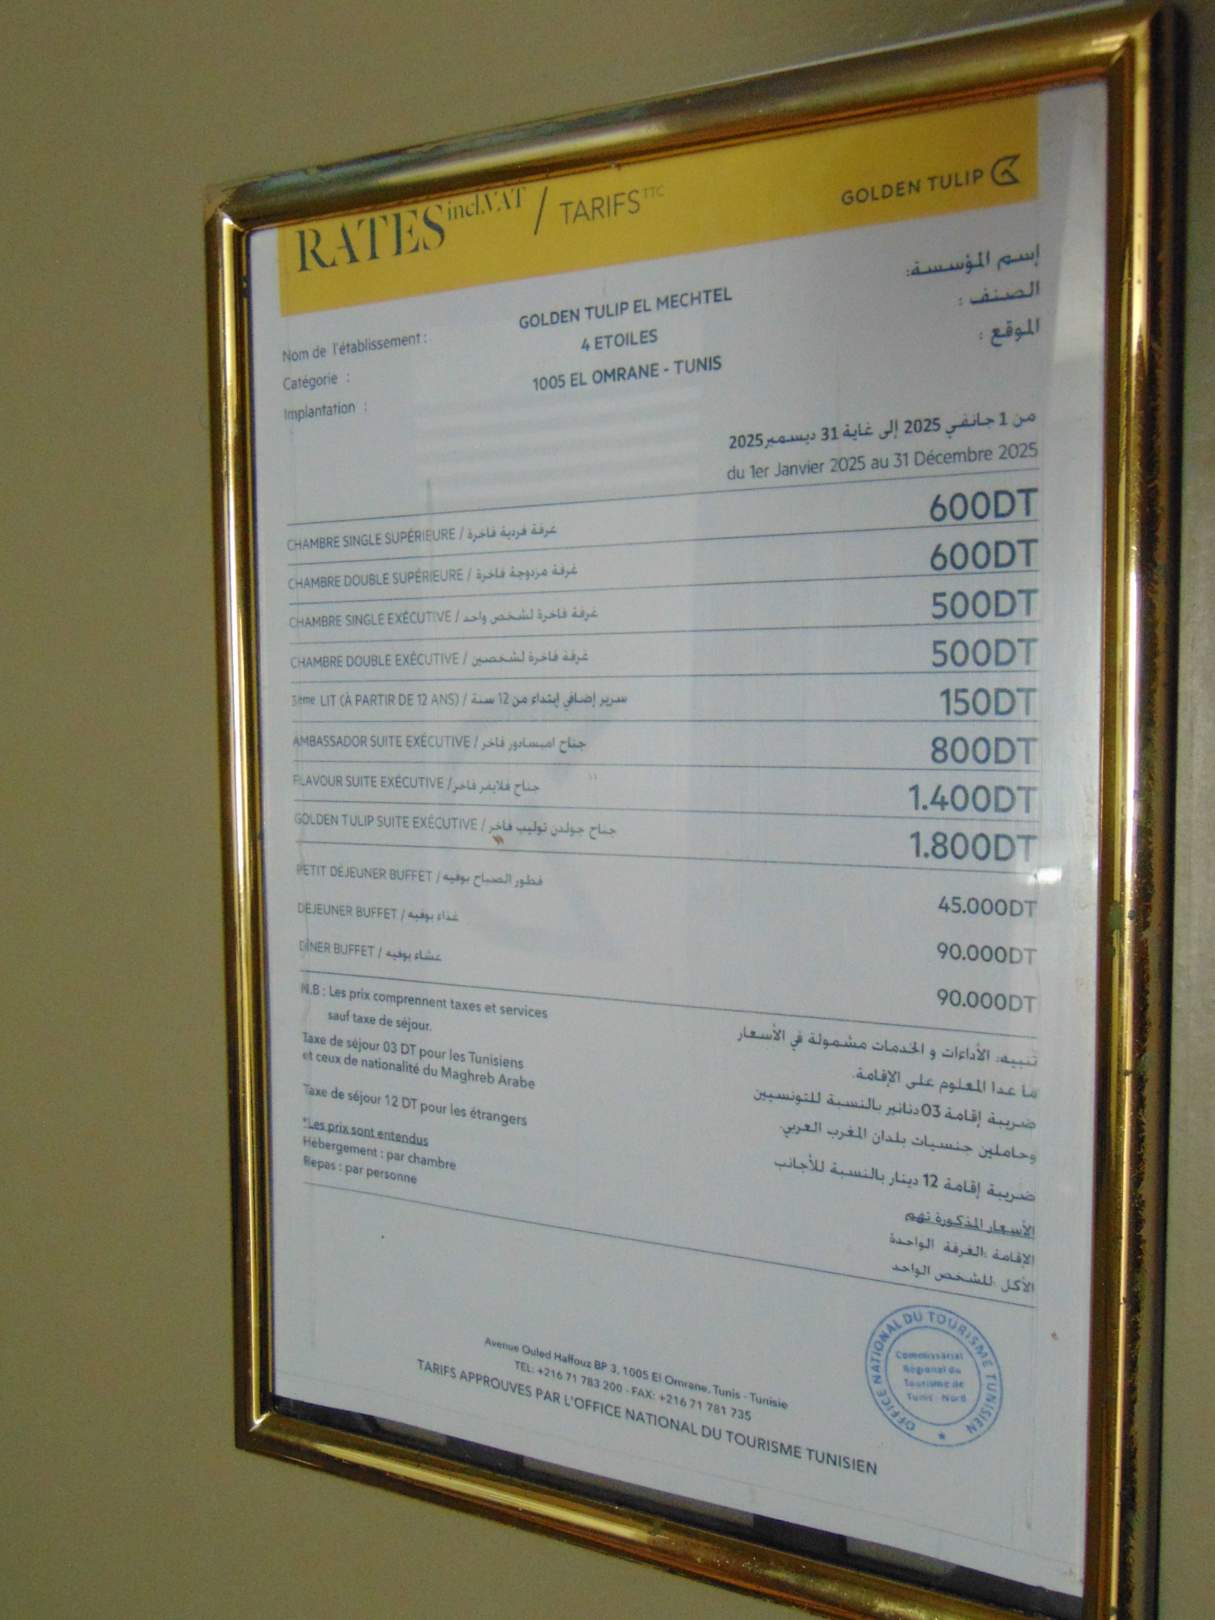 RATES incl.VAT / TARIFS TTC
GOLDEN TULIP
Nom de l'établissement : GOLDEN TULIP EL MECHTEL إسم المؤسسة:
Catégorie : 4 ETOILES الصنف :
Implantation : 1005 EL OMRANE - TUNIS الموقع :
من 1 جانفي 2025 إلى غاية 31 ديسمبر 2025
du 1er Janvier 2025 au 31 Décembre 2025
CHAMBRE SINGLE SUPÉRIEURE / غرفة فردية فاخرة 600DT
CHAMBRE DOUBLE SUPÉRIEURE / غرفة مزدوجة فاخرة 600DT
CHAMBRE SINGLE EXÉCUTIVE / غرفة فاخرة لشخص واحد 500DT
CHAMBRE DOUBLE EXÉCUTIVE / غرفة فاخرة لشخصين 500DT
3ème LIT (À PARTIR DE 12 ANS) / سرير إضافي إبتداء من 12 سنة 150DT
AMBASSADOR SUITE EXÉCUTIVE / جناح امبسادور فاخر 800DT
FLAVOUR SUITE EXÉCUTIVE / جناح فلايفر فاخر 1.400DT
GOLDEN TULIP SUITE EXÉCUTIVE / جناح جولدن توليب فاخر 1.800DT
PETIT DÉJEUNER BUFFET / فطور الصباح بوفيه 45.000DT
DÉJEUNER BUFFET / غذاء بوفيه 90.000DT
DÎNER BUFFET / عشاء بوفيه 90.000DT
N.B : Les prix comprennent taxes et services
sauf taxe de séjour.
Taxe de séjour 03 DT pour les Tunisiens
et ceux de nationalité du Maghreb Arabe
Taxe de séjour 12 DT pour les étrangers
*Les prix sont entendus
Hébergement : par chambre
Repas : par personne
تنبيه: الأداءات و الخدمات مشمولة في الأسعار
ما عدا المعلوم على الإقامة.
ضريبة إقامة 03 دنانير بالنسبة للتونسيين
وحاملين جنسيات بلدان المغرب العربي.
ضريبة إقامة 12 دينار بالنسبة للأجانب
الأسعار المذكورة تهم
الإقامة :الغرفة الواحدة
الأكل :للشخص الواحد
Avenue Ouled Haffouz BP 3, 1005 El Omrane, Tunis - Tunisie
TEL: +216 71 783 200 - FAX: +216 71 781 735
TARIFS APPROUVES PAR L'OFFICE NATIONAL DU TOURISME TUNISIEN
OFFICE NATIONAL DU TOURISME TUNISIEN
Commissariat
Régional du
Tourisme de
Tunis - Nord